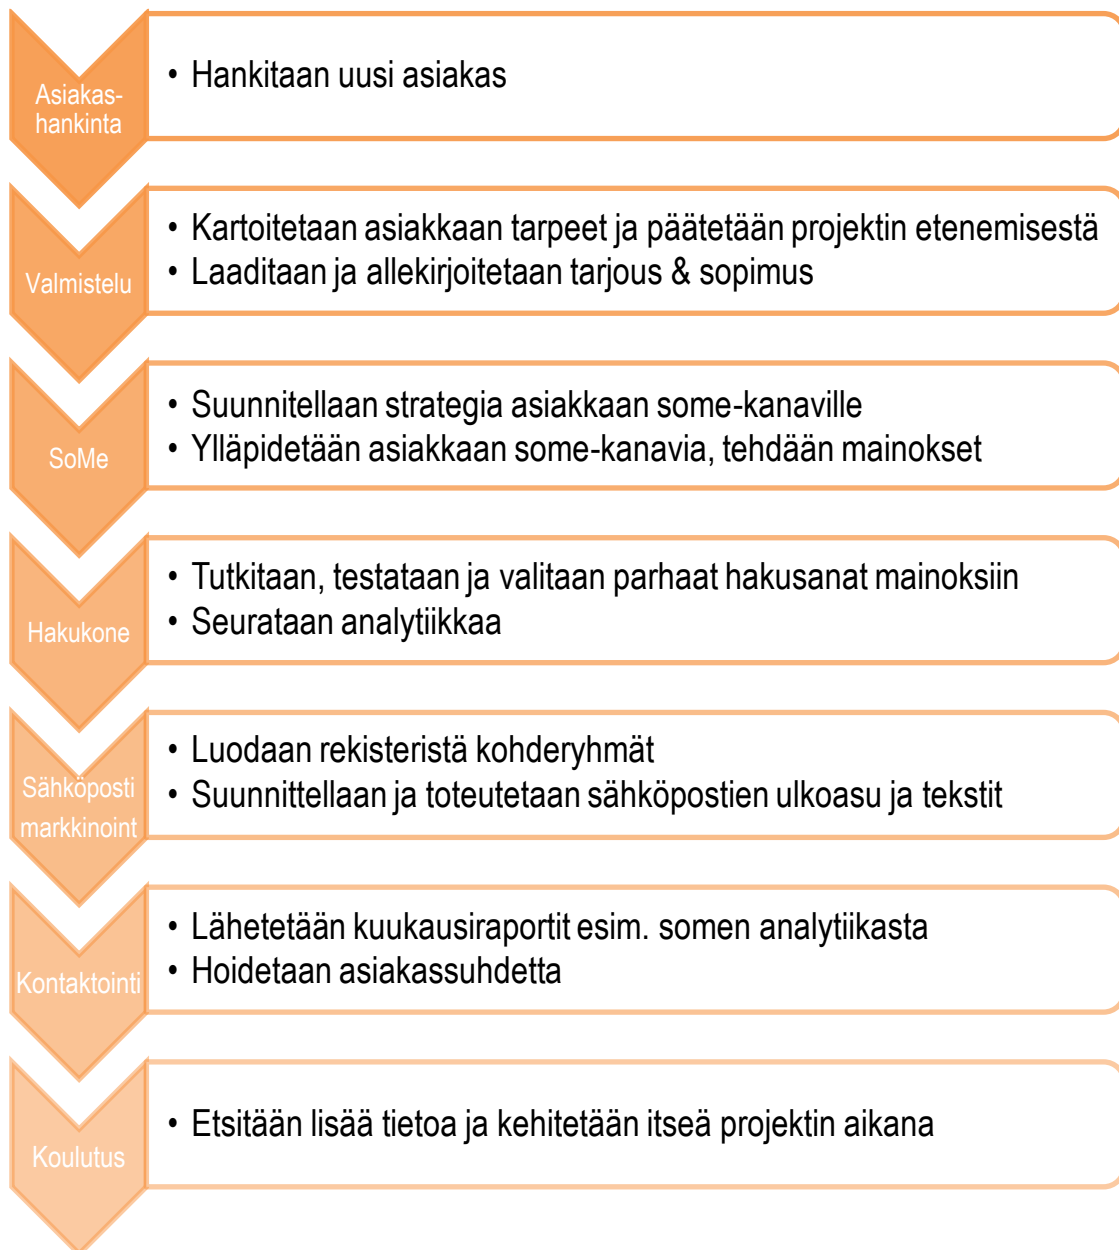 Asiakas-
hankinta
• Hankitaan uusi asiakas
Valmistelu
• Kartoitetaan asiakkaan tarpeet ja päätetään projektin etenemisestä
• Laaditaan ja allekirjoitetaan tarjous & sopimus
SoMe
• Suunnitellaan strategia asiakkaan some-kanaville
• Ylläpidetään asiakkaan some-kanavia, tehdään mainokset
Hakukone
• Tutkitaan, testataan ja valitaan parhaat hakusanat mainoksiin
• Seurataan analytiikkaa
Sähköposti
markkinoint
• Luodaan rekisteristä kohderyhmät
• Suunnittellaan ja toteutetaan sähköpostien ulkoasu ja tekstit
Kontaktointi
• Lähetetään kuukausiraportit esim. somen analytiikasta
• Hoidetaan asiakassuhdetta
Koulutus
• Etsitään lisää tietoa ja kehitetään itseä projektin aikana